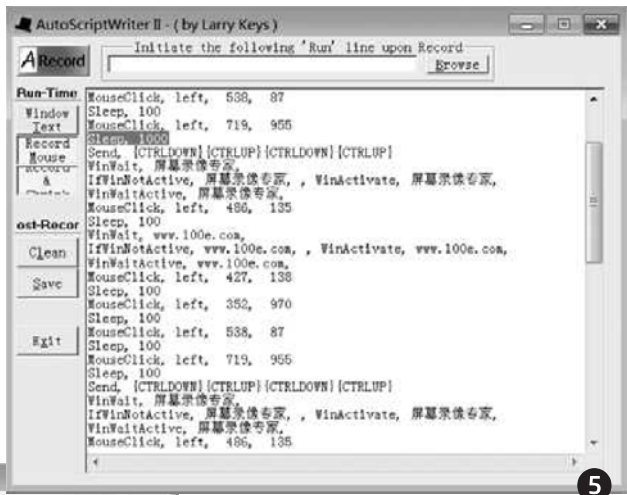 AutoScriptWriter II - ( by Larry Keys )
Initiate the following 'Run' line upon Record
A Record
Browse
Run-Time
Window
Text
Record
Mouse
&
ost-Recor
Clean
Save
Exit
MouseClick, left, 538, 87
Sleep, 100
MouseClick, left, 719, 955
Sleep, 1000
Send, {CTRLDOWN}{CTRLUP}{CTRLDOWN}{CTRLUP}
WinWait, 屏幕录像专家,
IfWinNotActive, 屏幕录像专家, , WinActivate, 屏幕录像专家,
WinWaitActive, 屏幕录像专家,
MouseClick, left, 486, 135
Sleep, 100
WinWait, www.100e.com,
IfWinNotActive, www.100e.com, , WinActivate, www.100e.com,
WinWaitActive, www.100e.com,
MouseClick, left, 427, 138
Sleep, 100
MouseClick, left, 352, 970
Sleep, 100
MouseClick, left, 538, 87
Sleep, 100
MouseClick, left, 719, 955
Sleep, 100
Send, {CTRLDOWN}{CTRLUP}{CTRLDOWN}{CTRLUP}
WinWait, 屏幕录像专家,
IfWinNotActive, 屏幕录像专家, , WinActivate, 屏幕录像专家,
WinWaitActive, 屏幕录像专家,
MouseClick, left, 486, 135
5